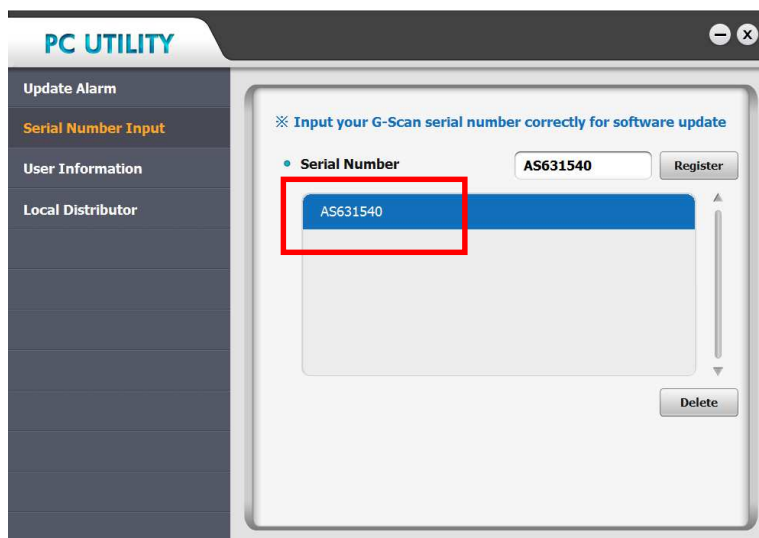 PC UTILITY
Update Alarm
Serial Number Input
User Information
Local Distributor
※ Input your G-Scan serial number correctly for software update
Serial Number AS631540 Register
AS631540
Delete